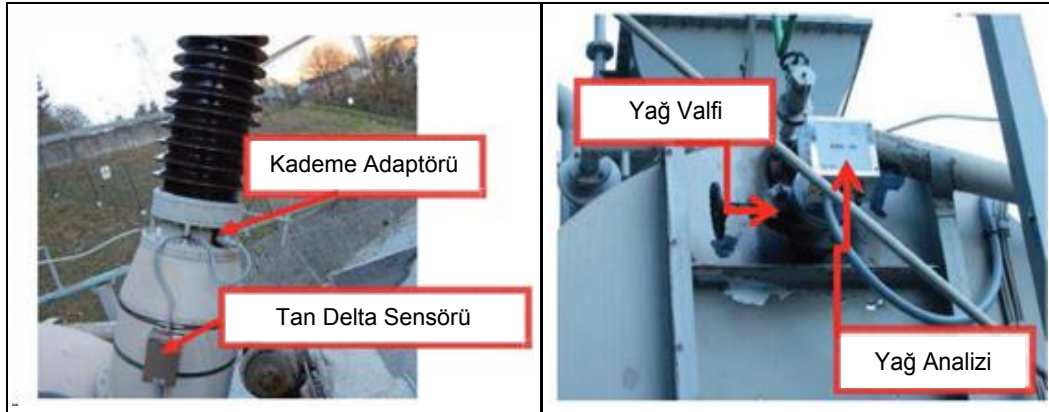 Kademe Adaptörü
Tan Delta Sensörü
Yağ Valfi
Yağ Analizi